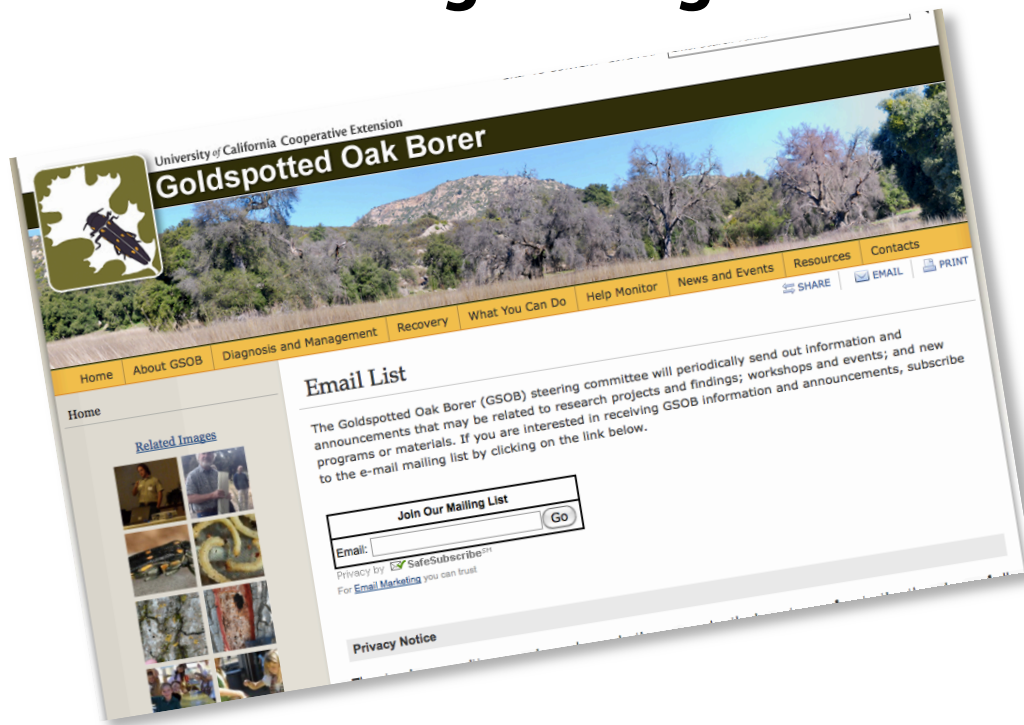 University of California Cooperative Extension
Goldspotted Oak Borer
Home About GSOB Diagnosis and Management Recovery What You Can Do Help Monitor News and Events Resources Contacts
SHARE EMAIL PRINT
Home
Related Images
Email List
The Goldspotted Oak Borer (GSOB) steering committee will periodically send out information and
announcements that may be related to research projects and findings; workshops and events; and new
programs or materials. If you are interested in receiving GSOB information and announcements, subscribe
to the e-mail mailing list by clicking on the link below.
Join Our Mailing List
Email: Go
Privacy by SafeSubscribe SM
For Email Marketing you can trust
Privacy Notice